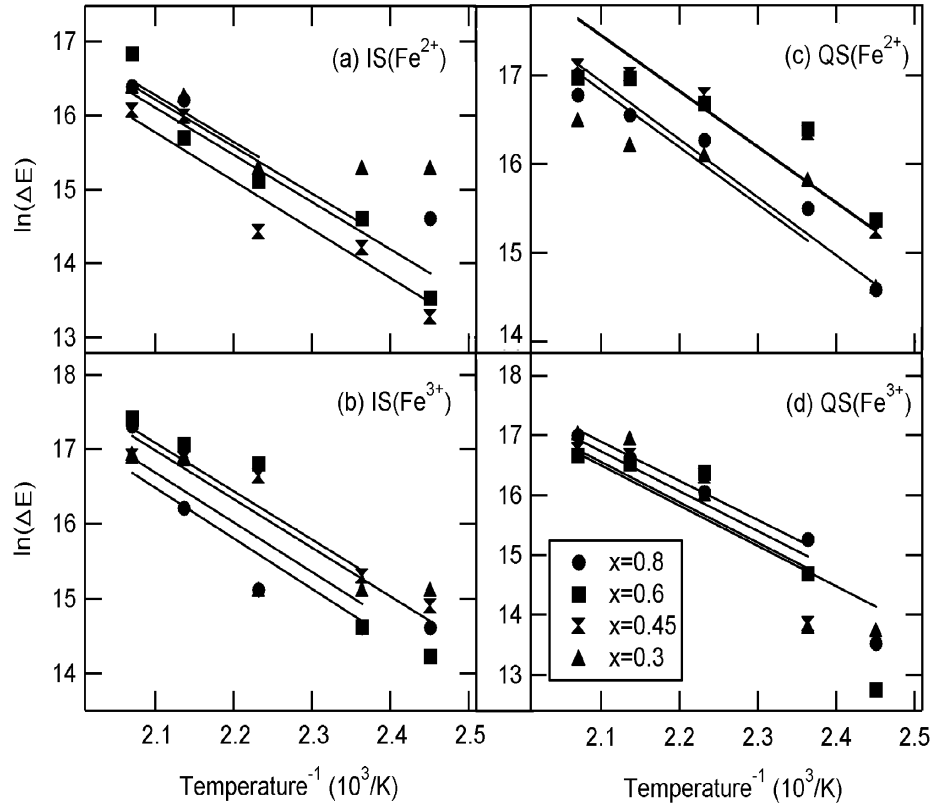 (a) IS(Fe2+)
ln(ΔE)
17
16
15
14
13
(c) QS(Fe2+)
17
16
15
14
(b) IS(Fe3+)
ln(ΔE)
18
17
16
15
14
2.1
2.2
2.3
2.4
2.5
Temperature-1 (103/K)
(d) QS(Fe3+)
18
17
16
15
14
13
x=0.8
x=0.6
x=0.45
x=0.3
2.1
2.2
2.3
2.4
2.5
Temperature-1 (103/K)